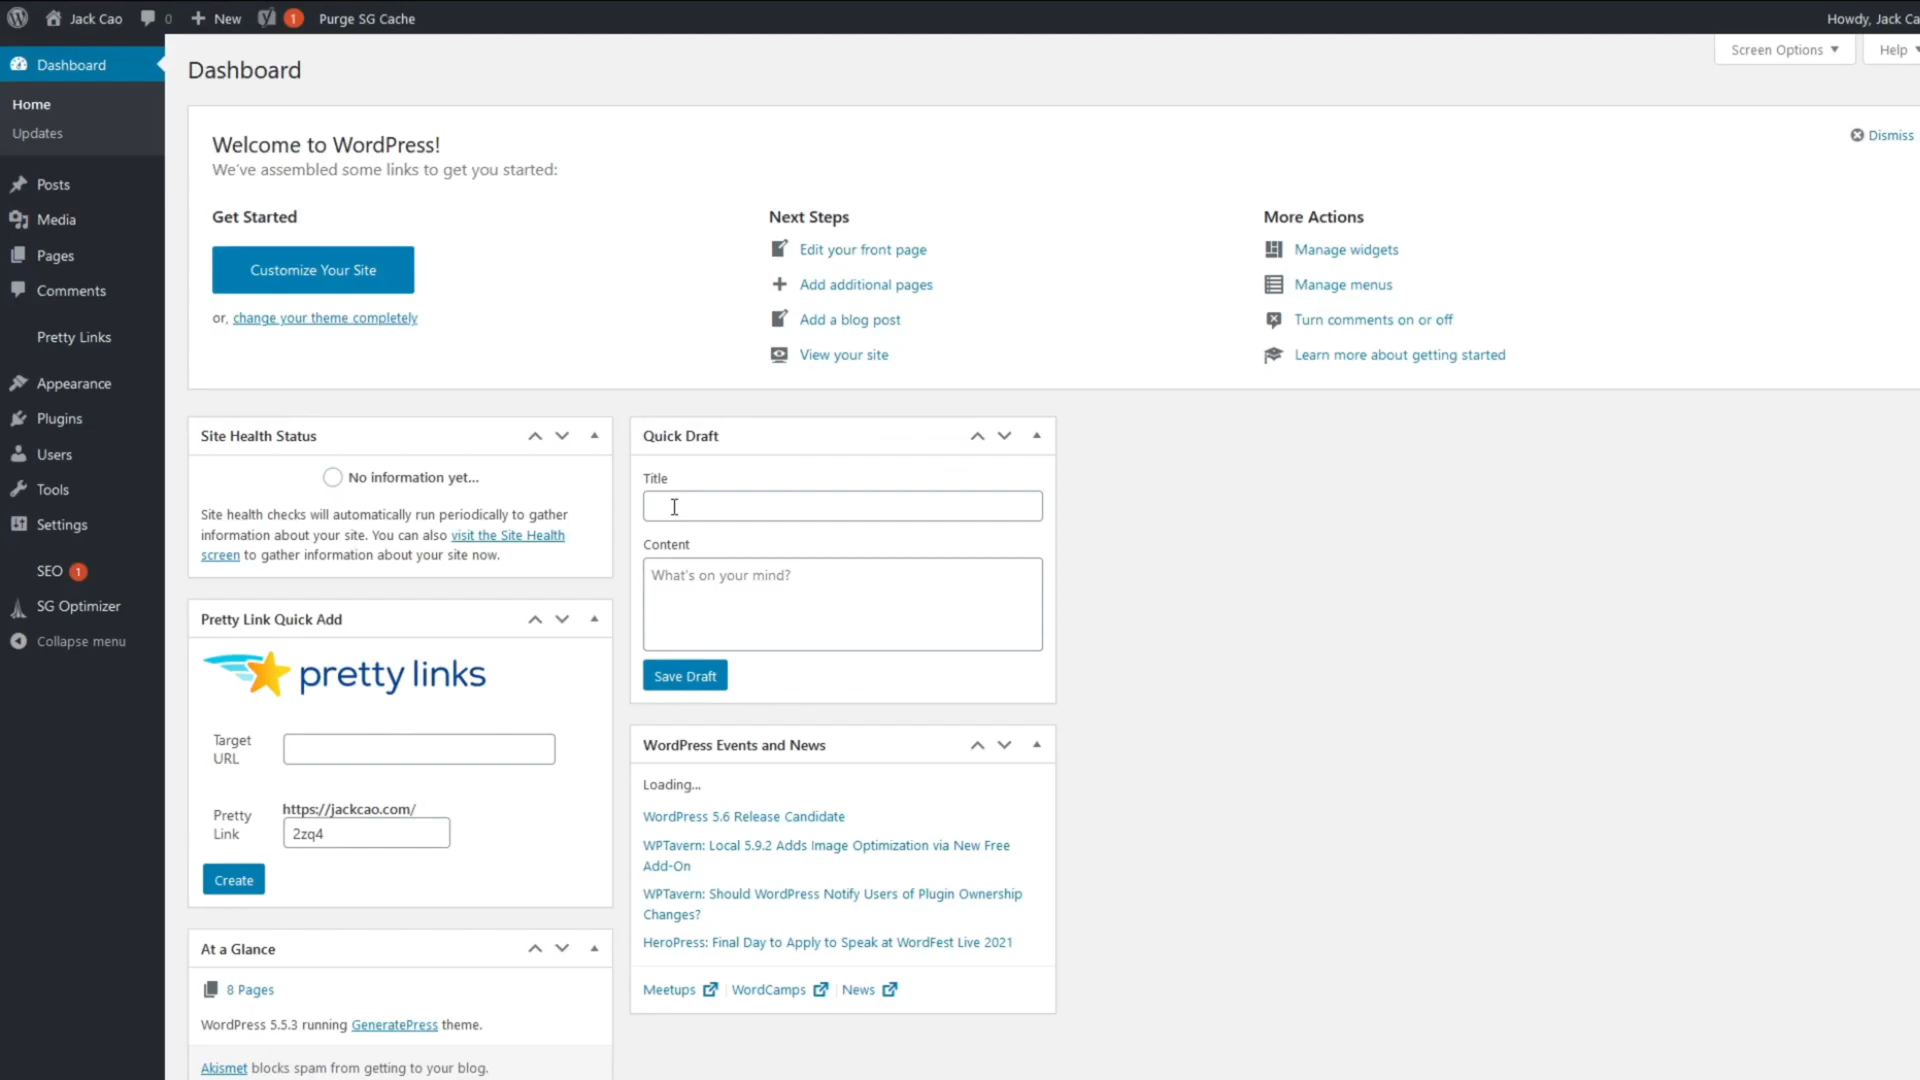 Jack Cao 0 New 1 Purge SG Cache
Howdy, Jack Ca
Dashboard
Home
Updates
Posts
Media
Pages
Comments
Pretty Links
Appearance
Plugins
Users
Tools
Settings
SEO 1
SG Optimizer
Collapse menu
Screen Options
Help
Dashboard
Welcome to WordPress!
Dismiss
We've assembled some links to get you started:
Get Started
Customize Your Site
or, change your theme completely
Next Steps
Edit your front page
Add additional pages
Add a blog post
View your site
More Actions
Manage widgets
Manage menus
Turn comments on or off
Learn more about getting started
Site Health Status
No information yet...
Site health checks will automatically run periodically to gather
information about your site. You can also visit the Site Health
screen to gather information about your site now.
Pretty Link Quick Add
pretty links
Target
URL
Pretty
Link
https://jackcao.com/
2zq4
Create
At a Glance
8 Pages
WordPress 5.5.3 running GeneratePress theme.
Akismet blocks spam from getting to your blog.
Quick Draft
Title
Content
What's on your mind?
Save Draft
WordPress Events and News
Loading...
WordPress 5.6 Release Candidate
WPTavern: Local 5.9.2 Adds Image Optimization via New Free
Add-On
WPTavern: Should WordPress Notify Users of Plugin Ownership
Changes?
HeroPress: Final Day to Apply to Speak at WordFest Live 2021
Meetups | WordCamps | News